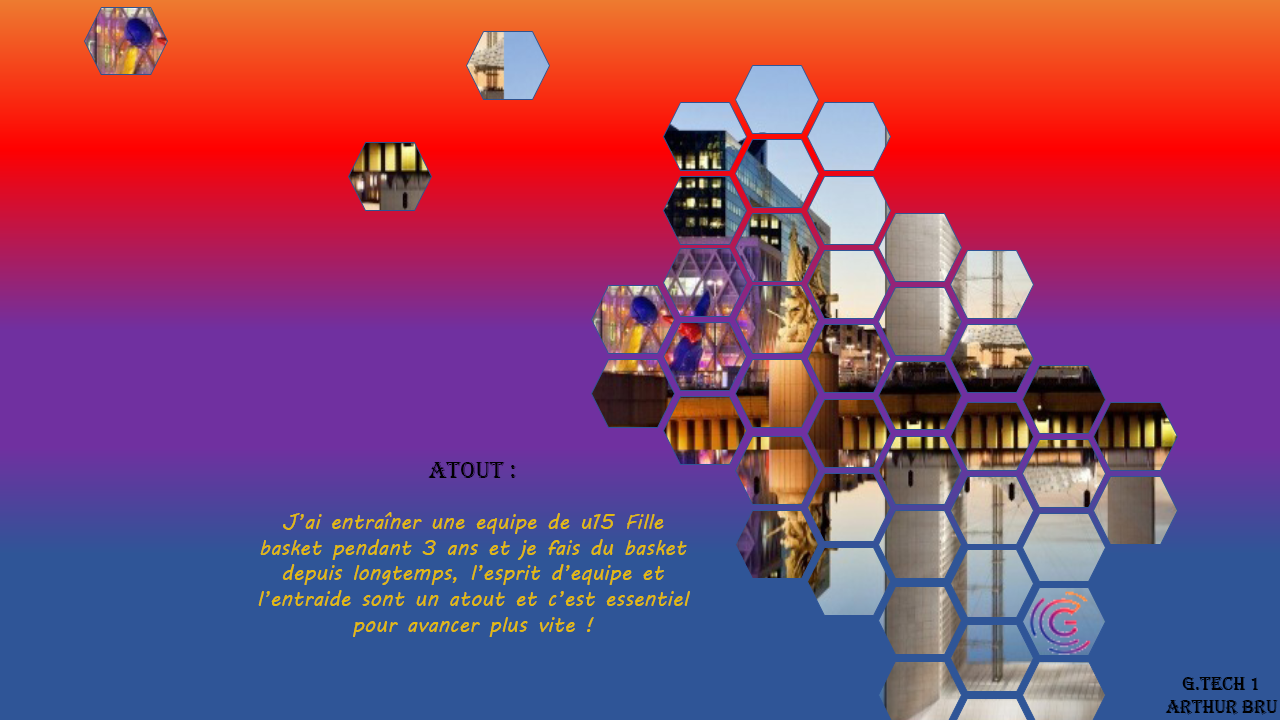 ATOUT :
J'ai entraîner une equipe de u15 Fille
basket pendant 3 ans et je fais du basket
depuis longtemps, l'esprit d'equipe et
l'entraide sont un atout et c'est essentiel
pour avancer plus vite !
G
G.TECH 1
ARTHUR BRU